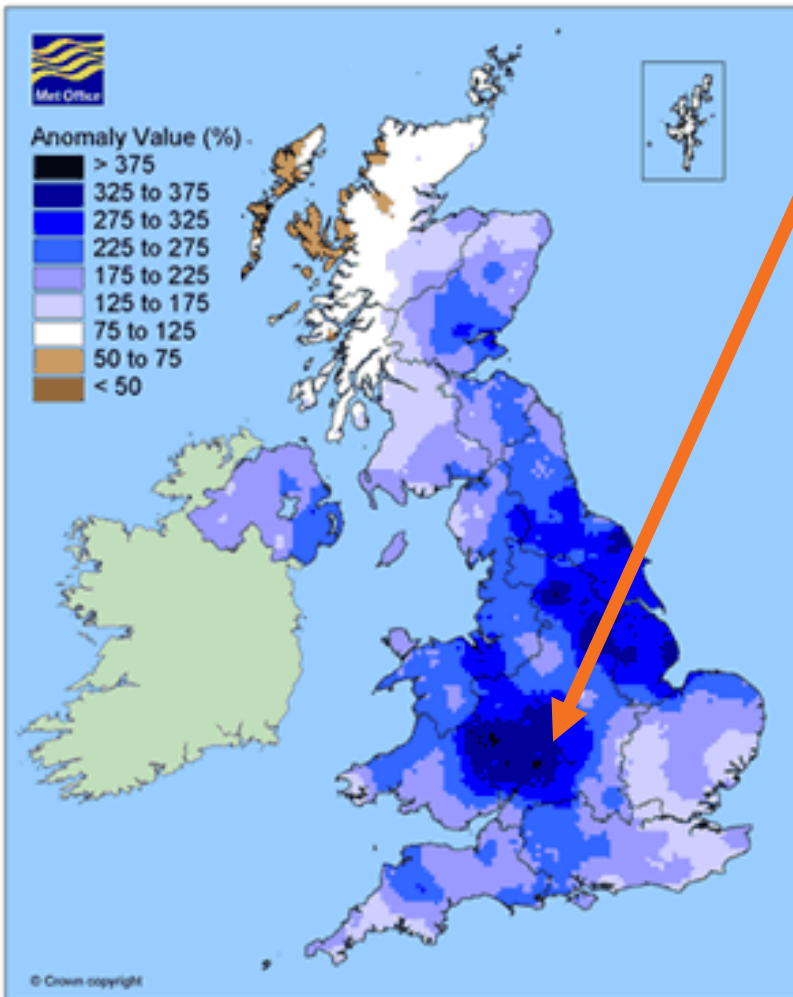 Met Office
Anomaly Value (%)
> 375
325 to 375
275 to 325
225 to 275
175 to 225
125 to 175
75 to 125
50 to 75
< 50
© Crown copyright